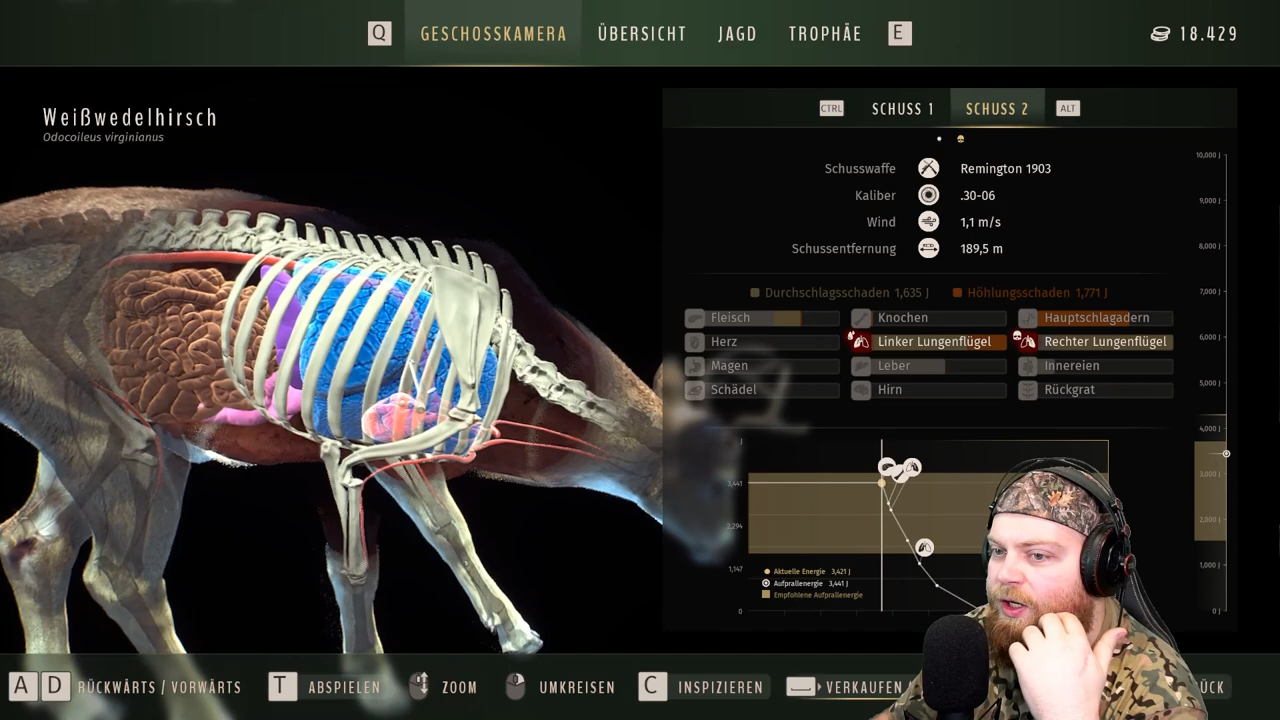 Q GESCHOSSKAMERA ÜBERSICHT JAGD TROPHÄE E 18.429
Weißwedelhirsch
Odocoileus virginianus
CTRL SCHUSS 1 SCHUSS 2 ALT
Schusswaffe Remington 1903
Kaliber .30-06
Wind 1,1 m/s
Schussentfernung 189,5 m
Durchschlagsschaden 1,635 J Höhlungsschaden 1,771 J
Fleisch Knochen Hauptschlagadern
Herz Linker Lungenflügel Rechter Lungenflügel
Magen Leber Innereien
Schädel Hirn Rückgrat
10,000 J
9,000 J
8,000 J
7,000 J
6,000 J
5,000 J
4,000 J
3,000 J
2,000 J
1,000 J
0 J
J
3,441
2,294
1,147
0
Aktuelle Energie 3,421 J
Aufprallenergie 3,441 J
Empfohlene Aufprallenergie
A D RÜCKWÄRTS / VORWÄRTS T ABSPIELEN ZOOM UMKREISEN C INSPIZIEREN VERKAUFEN ÜCK